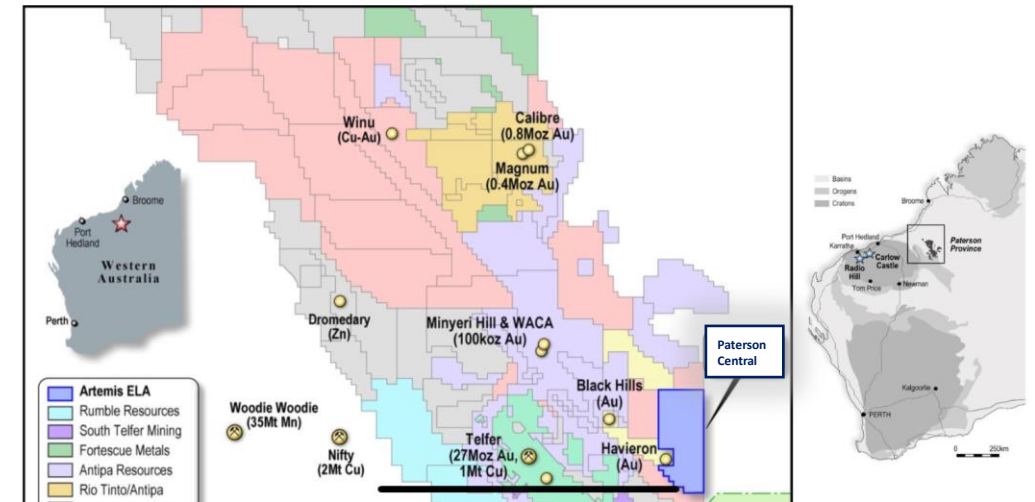 Winu
(Cu-Au)
Calibre
(0.8Moz Au)
Magnum
(0.4Moz Au)
Broome
Port
Hedland
Western
Australia
Perth
Dromedary
(Zn)
Minyeri Hill & WACA
(100koz Au)
Paterson
Central
Black Hills
(Au)
Woodie Woodie
(35Mt Mn)
Nifty
(2Mt Cu)
Telfer
(27Moz Au,
1Mt Cu)
Havieron
(Au)
Artemis ELA
Rumble Resources
South Telfer Mining
Fortescue Metals
Antipa Resources
Rio Tinto/Antipa
Basins
Orogens
Cratons
Broome
Port Hedland
Karratha
Paterson
Province
Carlow
Castle
Radio
Hill
Tom Price
Newman
Kalgoorlie
PERTH
0 250km